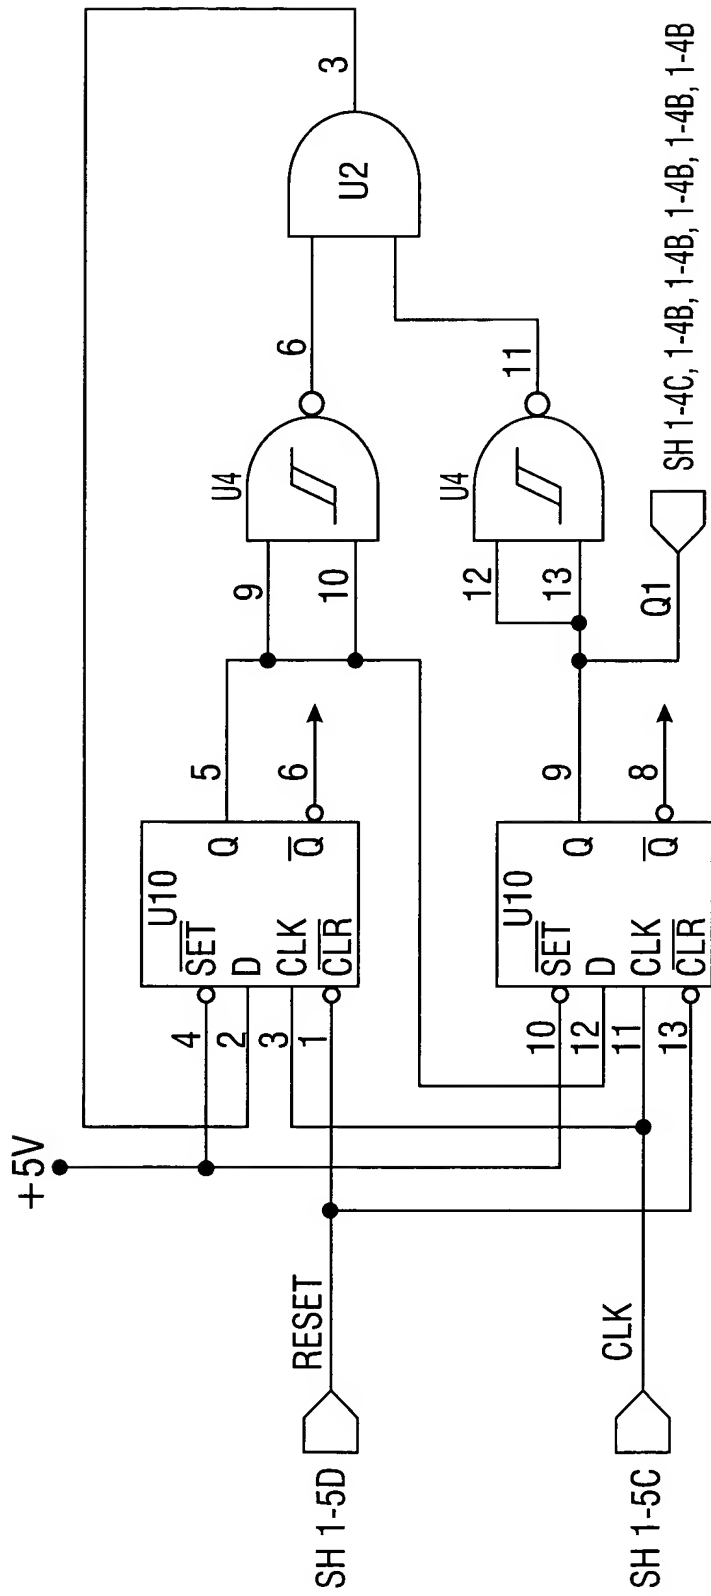 +5V
U10
SET
D
CLK
CLR
Q
Q
4
2
3
1
5
6
9
10
U4
6
U2
3
RESET
SH 1-5D
U10
SET
D
CLK
CLR
Q
Q
10
12
11
13
9
8
12
13
U4
11
Q1
SH 1-4C, 1-4B, 1-4B, 1-4B, 1-4B, 1-4B
CLK
SH 1-5C